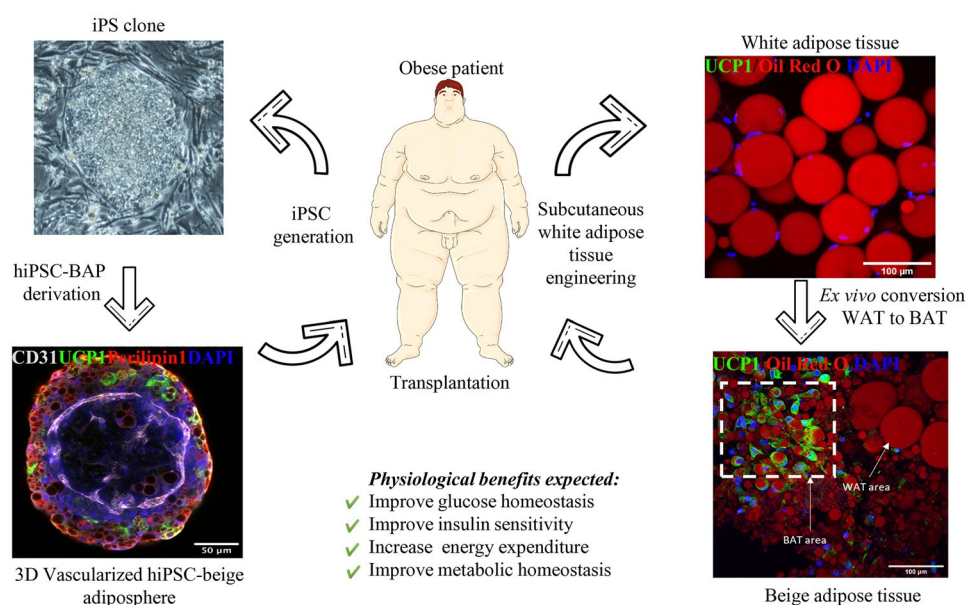 iPS clone
Obese patient
White adipose tissue
UCP1/Oil Red O/DAPI
100 µm
iPSC
generation
Subcutaneous
white adipose
tissue
engineering
hiPSC-BAP
derivation
Ex vivo conversion
WAT to BAT
CD31UCP1Perilipin1DAPI
50 µm
3D Vascularized hiPSC-beige
adiposphere
Transplantation
UCP1/Oil Red O/DAPI
WAT area
BAT area
100 µm
Beige adipose tissue
Physiological benefits expected:
✓ Improve glucose homeostasis
✓ Improve insulin sensitivity
✓ Increase energy expenditure
✓ Improve metabolic homeostasis